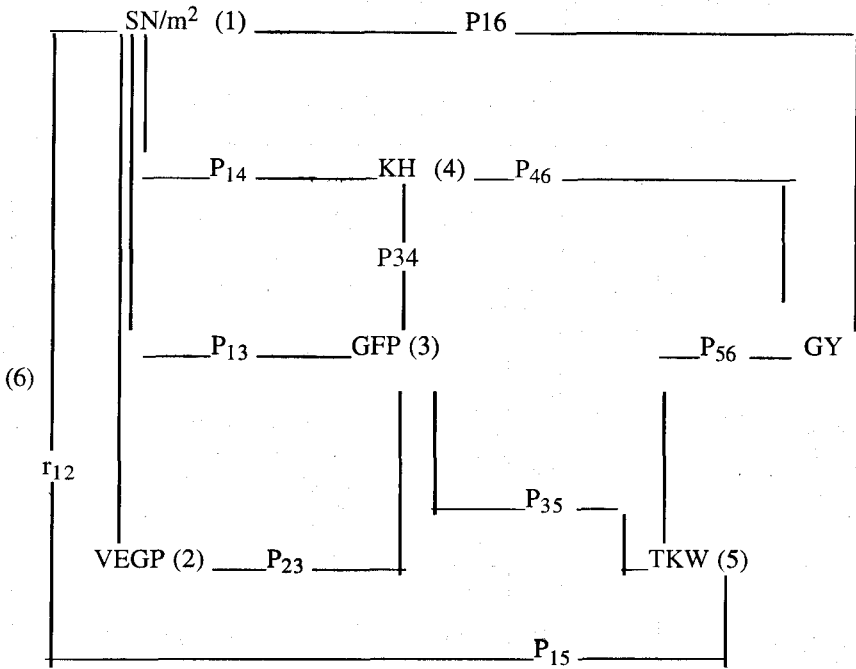 SN/m² (1) P16
P₁₄ KH (4) P₄₆
P34
P₁₃ GFP (3) P₅₆ GY
(6)
r₁₂
P₃₅
VEGP (2) P₂₃ TKW (5)
P₁₅